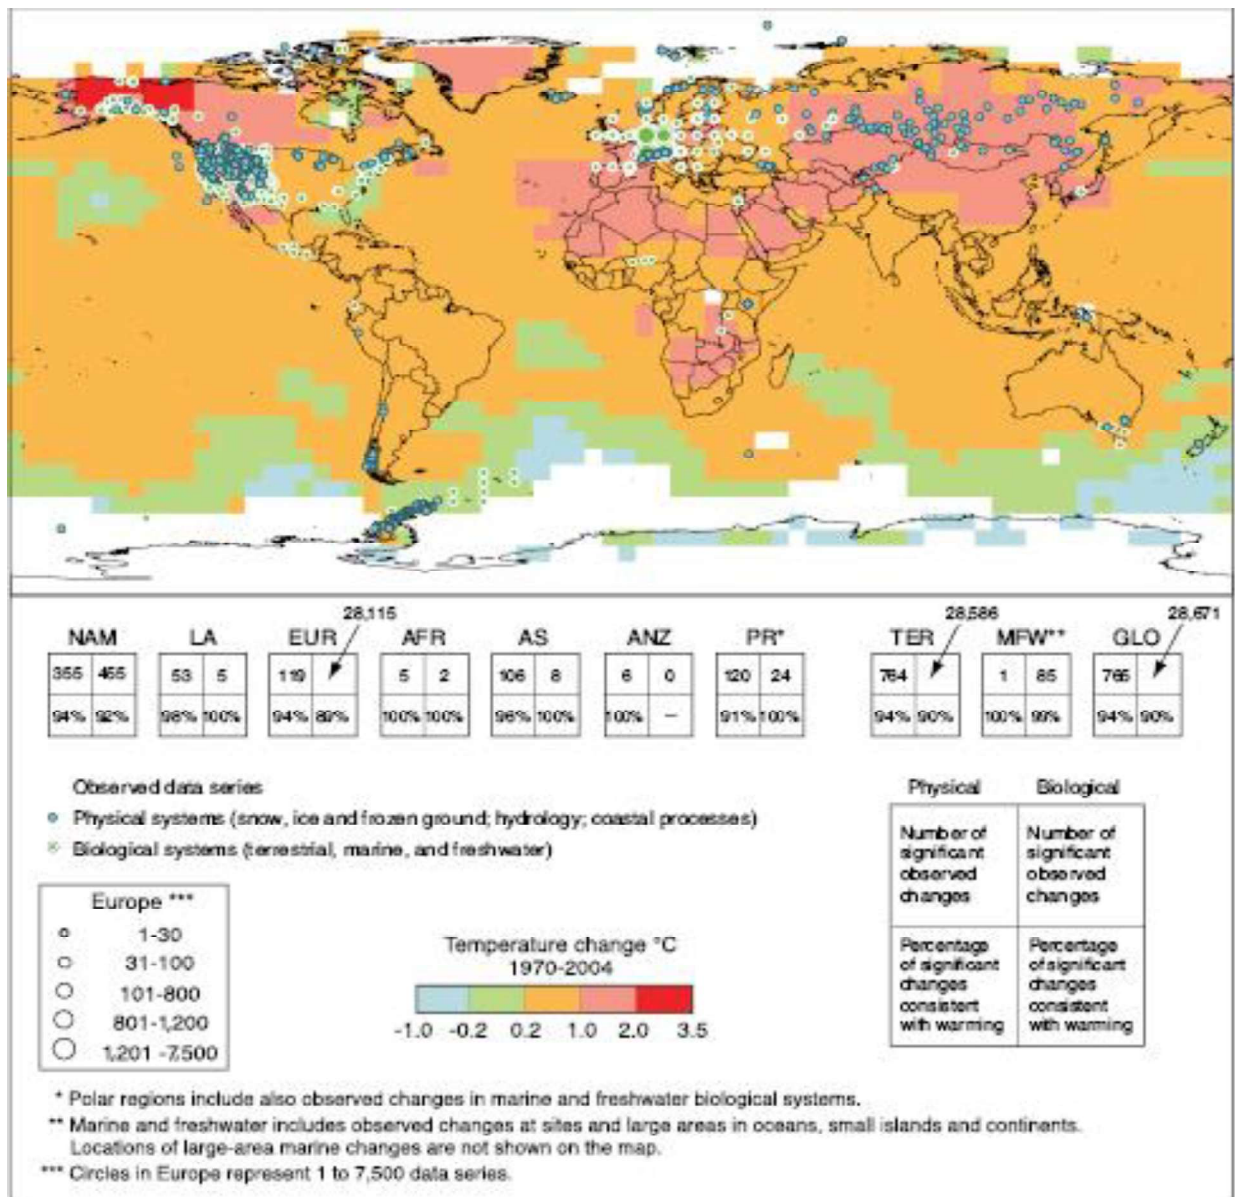 28,115 28,586 28,671
NAM LA EUR AFR AS ANZ PR* TER MFW** GLO
355 455 53 5 119 5 2 106 8 6 0 120 24 764 1 85 765
94% 92% 98% 100% 94% 89% 100% 100% 96% 100% 100% — 91% 100% 94% 90% 100% 99% 94% 90%
Observed data series
Physical systems (snow, ice and frozen ground; hydrology; coastal processes)
Biological systems (terrestrial, marine, and freshwater)
Europe ***
1-30
31-100
101-800
801-1,200
1,201 -7,500
Temperature change °C
1970-2004
-1.0 -0.2 0.2 1.0 2.0 3.5
Physical Biological
Number of Number of
significant significant
observed observed
changes changes
Percentage Percentage
of significant of significant
changes changes
consistent consistent
with warming with warming
* Polar regions include also observed changes in marine and freshwater biological systems.
** Marine and freshwater includes observed changes at sites and large areas in oceans, small islands and continents.
Locations of large-area marine changes are not shown on the map.
*** Circles in Europe represent 1 to 7,500 data series.